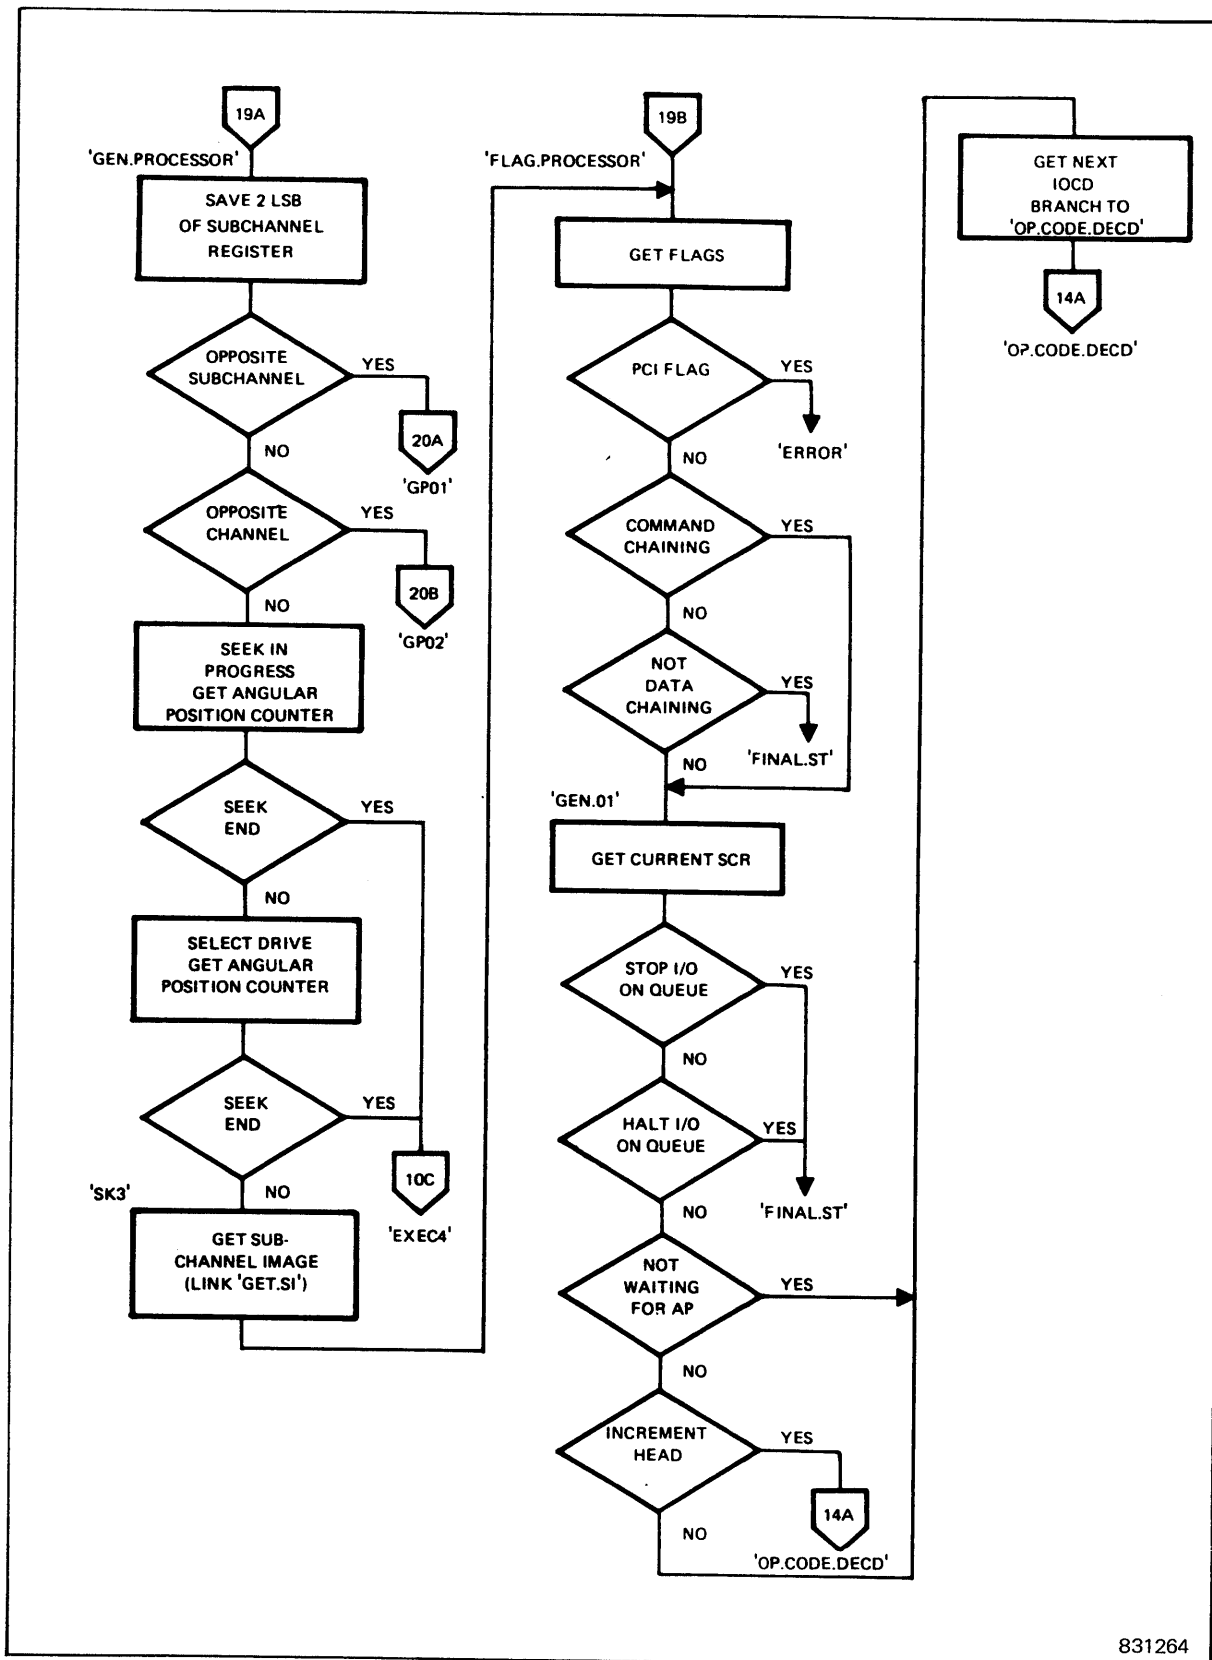 19A
'GEN.PROCESSOR'
SAVE 2 LSB
OF SUBCHANNEL
REGISTER
OPPOSITE
SUBCHANNEL
YES
20A
'GP01'
NO
OPPOSITE
CHANNEL
YES
20B
'GP02'
NO
SEEK IN
PROGRESS
GET ANGULAR
POSITION COUNTER
SEEK
END
YES
NO
SELECT DRIVE
GET ANGULAR
POSITION COUNTER
SEEK
END
YES
10C
'EXEC4'
NO
'SK3'
GET SUB-
CHANNEL IMAGE
(LINK 'GET.SI')
19B
'FLAG.PROCESSOR'
GET FLAGS
PCI FLAG
YES
'ERROR'
NO
COMMAND
CHAINING
YES
NO
NOT
DATA
CHAINING
YES
'FINAL.ST'
NO
'GEN.01'
GET CURRENT SCR
STOP I/O
ON QUEUE
YES
NO
HALT I/O
ON QUEUE
YES
'FINAL.ST'
NO
NOT
WAITING
FOR AP
YES
NO
INCREMENT
HEAD
YES
14A
'OP.CODE.DECD'
NO
GET NEXT
IOCD
BRANCH TO
'OP.CODE.DECD'
14A
'OP.CODE.DECD'
831264